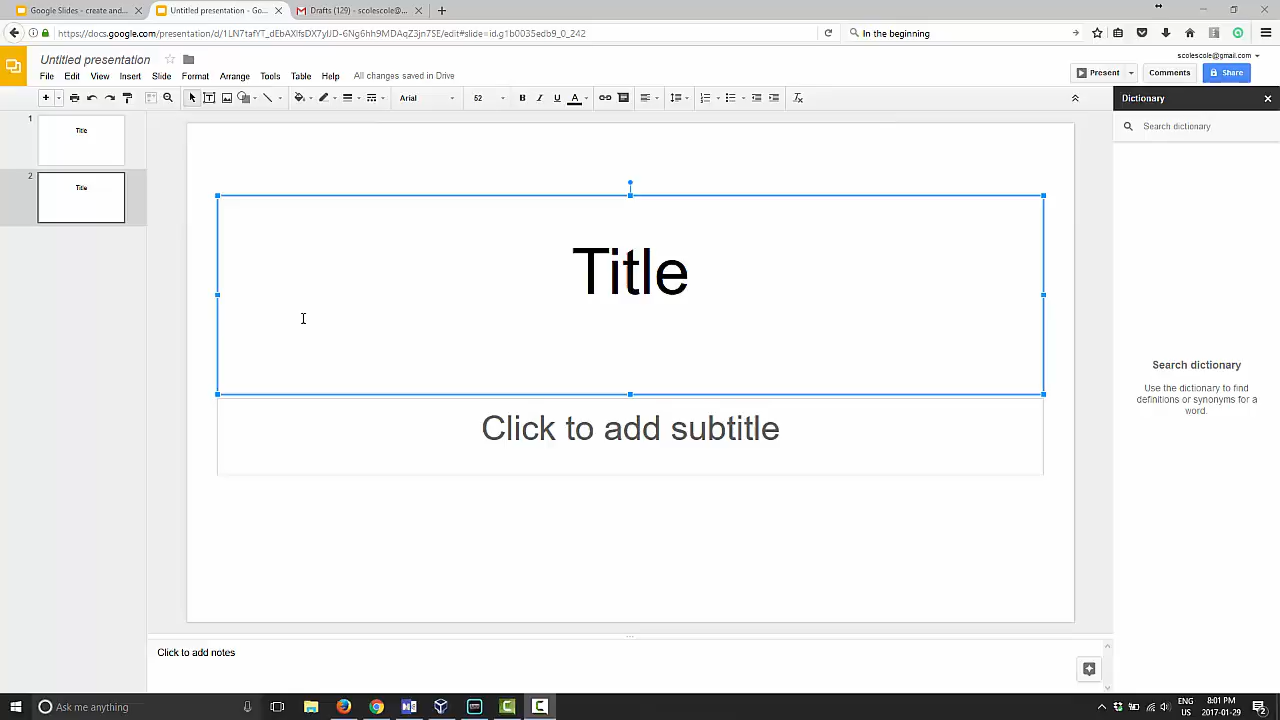 Google Slides - create and...
Untitled presentation - Go...
Drafts (129) - scolescole@...
https://docs.google.com/presentation/d/1LN7tafYT_dEbAXlfsDX7yIJD-6Ng6hh9MDAqZ3jn7SE/edit#slide=id.g1b0035edb9_0_242
In the beginning
Untitled presentation
scolescole@gmail.com
File Edit View Insert Slide Format Arrange Tools Table Help All changes saved in Drive
Present
Comments
Share
Arial
52
B I U A
Dictionary
Search dictionary
1
Title
2
Title
Title
Click to add subtitle
Search dictionary
Use the dictionary to find
definitions or synonyms for a
word.
Click to add notes
Ask me anything
ENG
US
8:01 PM
2017-01-29
2